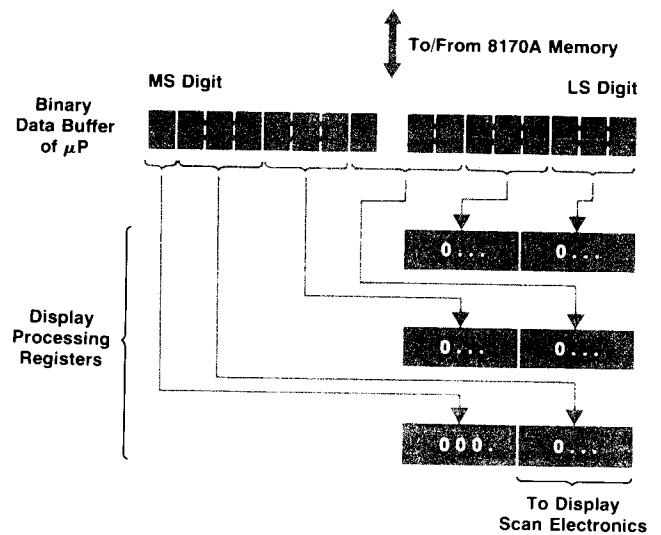 To/From 8170A Memory
MS Digit
LS Digit
Binary
Data Buffer
of μP
0... 0...
Display
Processing
Registers
0... 0...
000. 0...
To Display
Scan Electronics